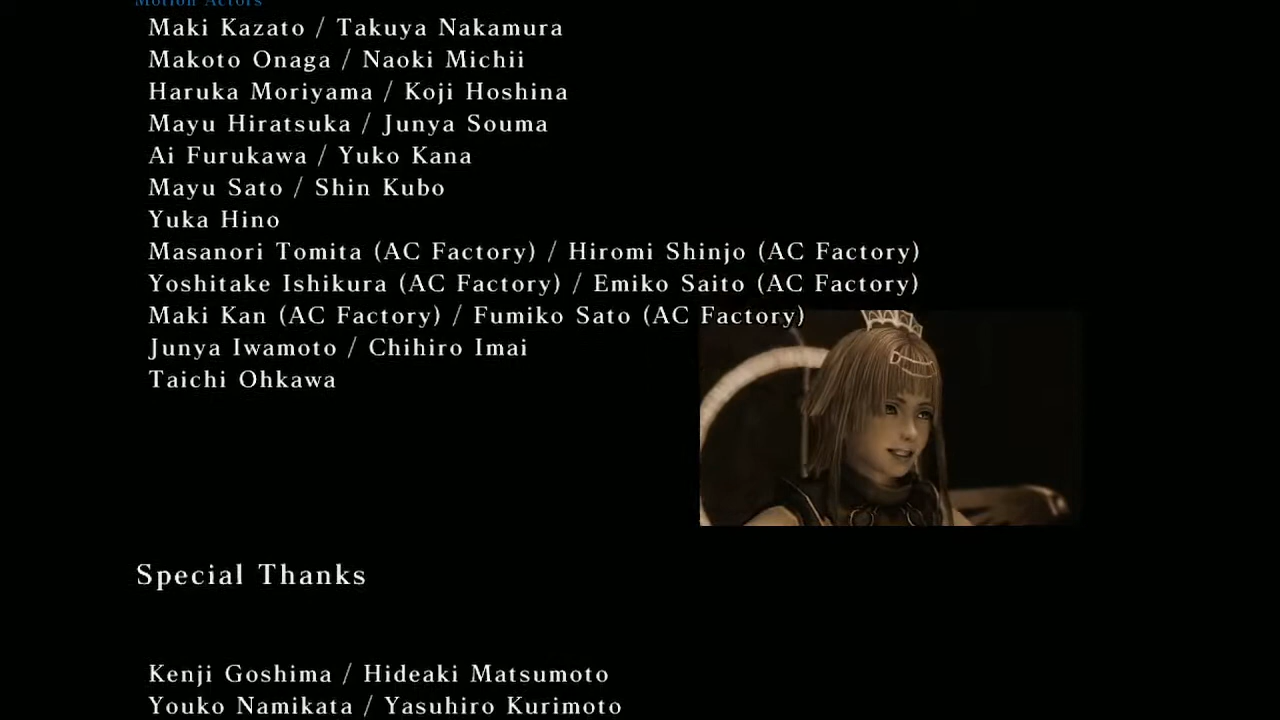 Motion Actors
Maki Kazato / Takuya Nakamura
Makoto Onaga / Naoki Michii
Haruka Moriyama / Koji Hoshina
Mayu Hiratsuka / Junya Souma
Ai Furukawa / Yuko Kana
Mayu Sato / Shin Kubo
Yuka Hino
Masanori Tomita (AC Factory) / Hiromi Shinjo (AC Factory)
Yoshitake Ishikura (AC Factory) / Emiko Saito (AC Factory)
Maki Kan (AC Factory) / Fumiko Sato (AC Factory)
Junya Iwamoto / Chihiro Imai
Taichi Ohkawa
Special Thanks
Kenji Goshima / Hideaki Matsumoto
Youko Namikata / Yasuhiro Kurimoto